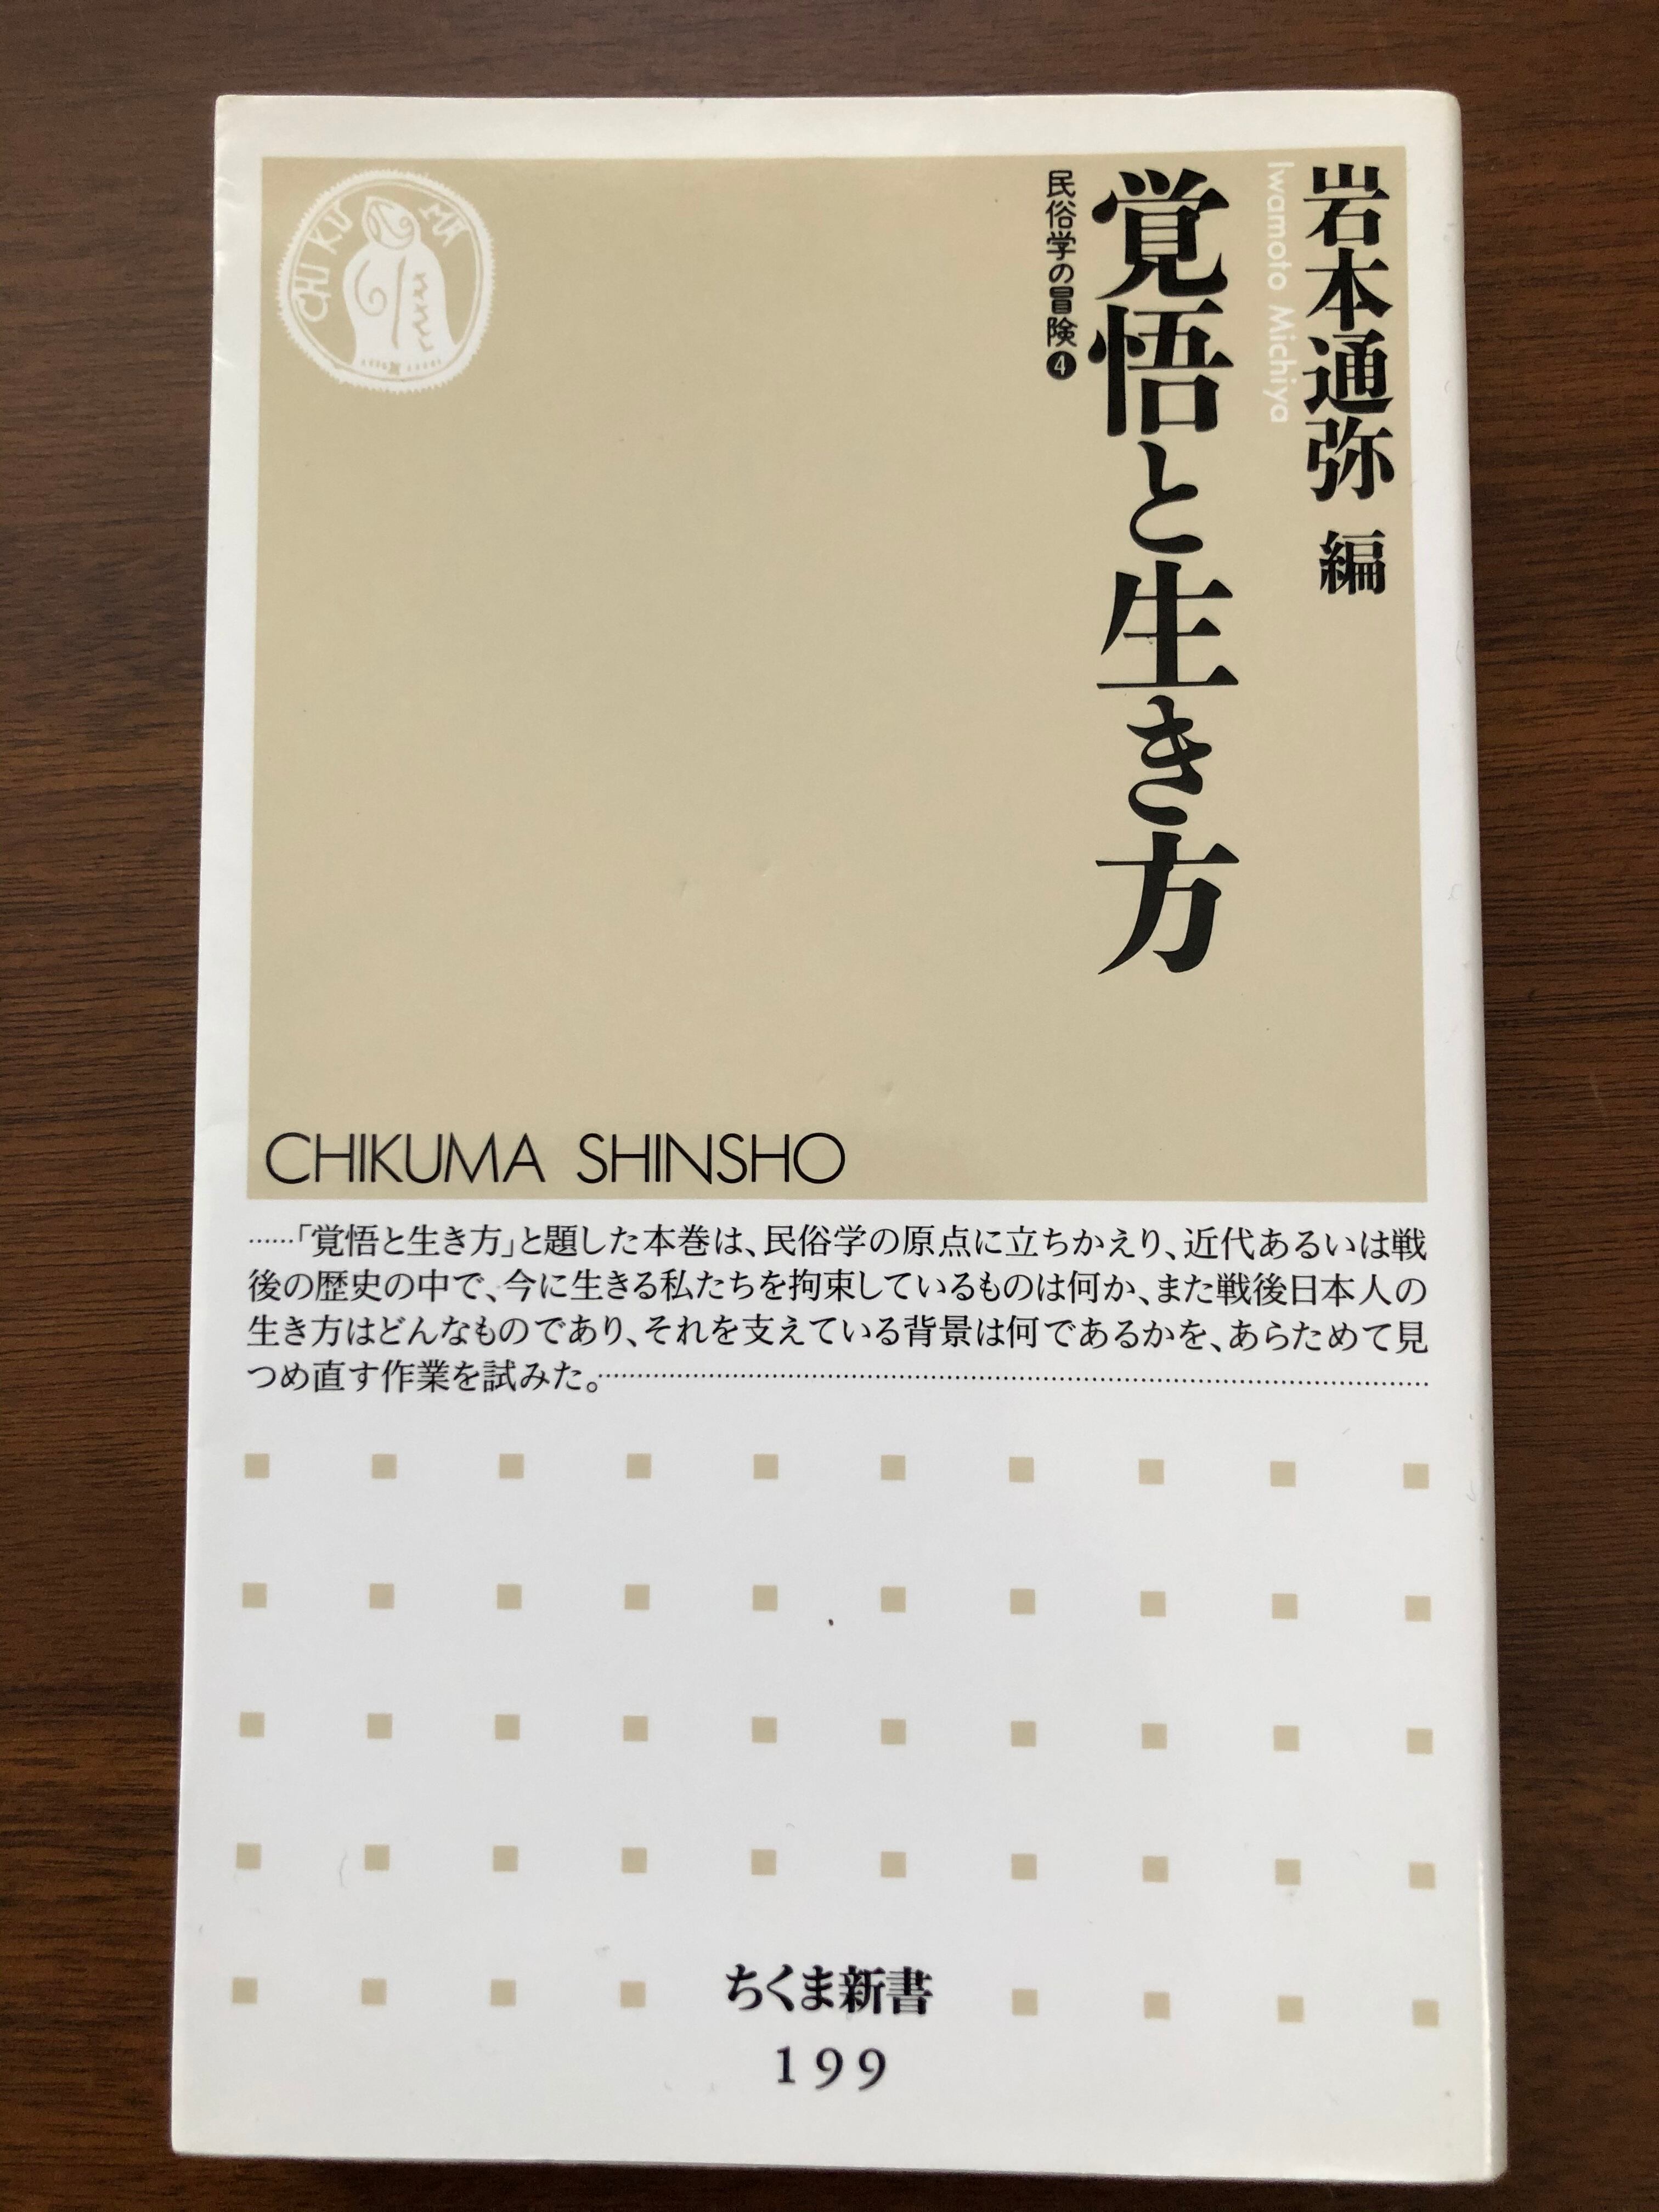 岩本通弥 編
Iwamoto Michiya
覚悟と生き方
民俗学の冒険❹
CHIKUMA
CHIKUMA SHINSHO
……「覚悟と生き方」と題した本巻は、民俗学の原点に立ちかえり、近代あるいは戦
後の歴史の中で、今に生きる私たちを拘束しているものは何か、また戦後日本人の
生き方はどんなものであり、それを支えている背景は何であるかを、あらためて見
つめ直す作業を試みた。……
ちくま新書
199